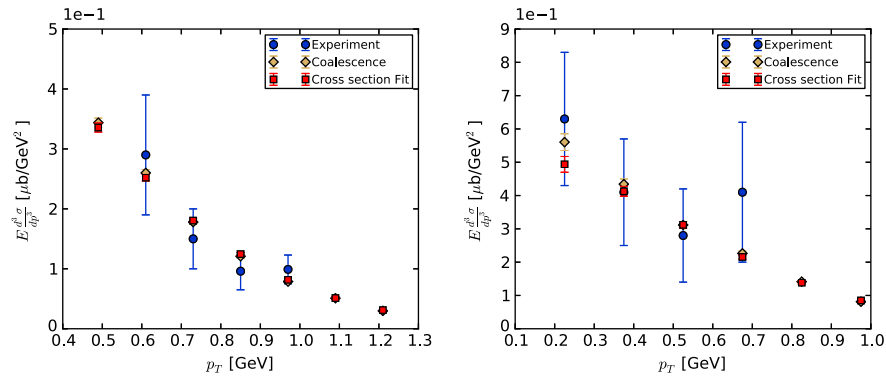 1e−1
5
4
3
2
1
0
E d³σ/dp³ [μb/GeV²]
Experiment
Coalescence
Cross section Fit
0.4 0.5 0.6 0.7 0.8 0.9 1.0 1.1 1.2 1.3
p_T [GeV]
1e−1
9
8
7
6
5
4
3
2
1
0
E d³σ/dp³ [μb/GeV²]
Experiment
Coalescence
Cross section Fit
0.1 0.2 0.3 0.4 0.5 0.6 0.7 0.8 0.9 1.0
p_T [GeV]